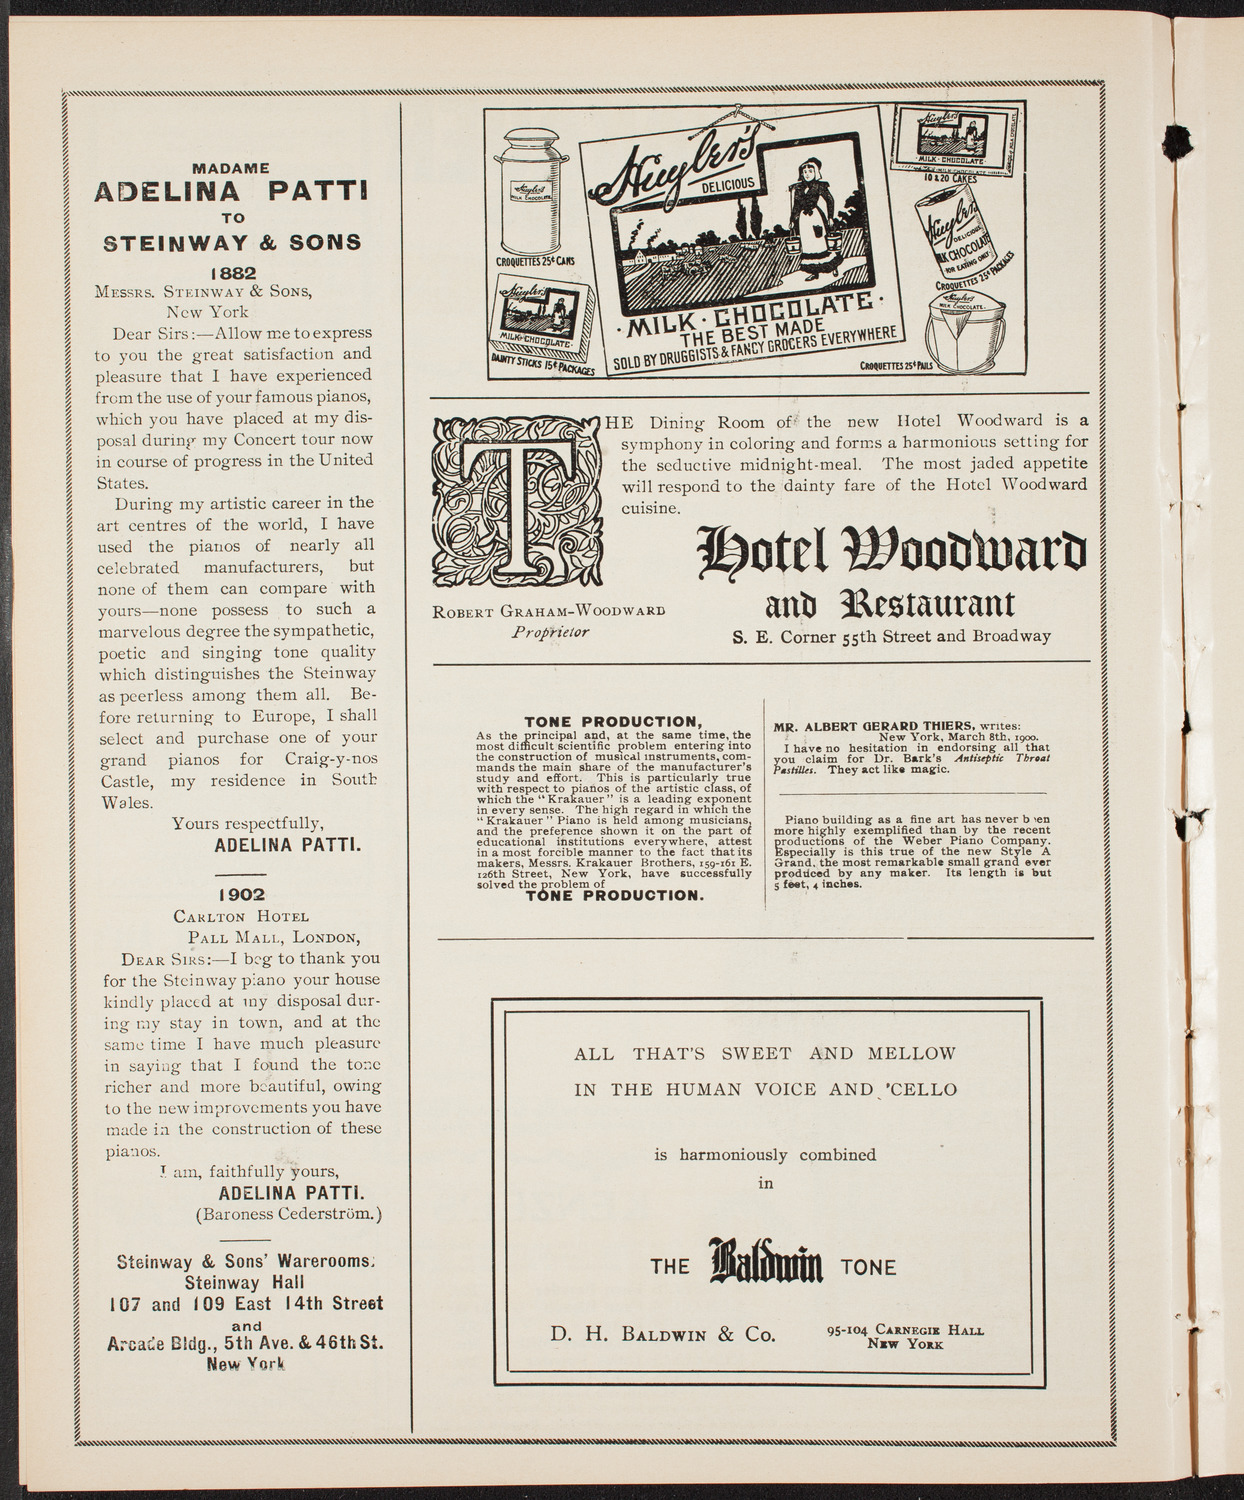 MADAME
ADELINA PATTI
TO
STEINWAY & SONS
1882
MESSRS. STEINWAY & SONS,
New York
Dear Sirs:—Allow me to express
to you the great satisfaction and
pleasure that I have experienced
from the use of your famous pianos,
which you have placed at my dis-
posal during my Concert tour now
in course of progress in the United
States.
During my artistic career in the
art centres of the world, I have
used the pianos of nearly all
celebrated manufacturers, but
none of them can compare with
yours—none possess to such a
marvelous degree the sympathetic,
poetic and singing tone quality
which distinguishes the Steinway
as peerless among them all. Be-
fore returning to Europe, I shall
select and purchase one of your
grand pianos for Craig-y-nos
Castle, my residence in South
Wales.
Yours respectfully,
ADELINA PATTI.
1902
CARLTON HOTEL
PALL MALL, LONDON,
DEAR SIRS:—I beg to thank you
for the Steinway piano your house
kindly placed at my disposal dur-
ing my stay in town, and at the
same time I have much pleasure
in saying that I found the tone
richer and more beautiful, owing
to the new improvements you have
made in the construction of these
pianos.
I am, faithfully yours,
ADELINA PATTI.
(Baroness Cederström.)
Steinway & Sons' Warerooms.
Steinway Hall
107 and 109 East 14th Street
and
Arcade Bldg., 5th Ave. & 46th St.
New York
Huyler's
MILK CHOCOLATE
CROQUETTES 25¢ CANS
Huyler's
MILK·CHOCOLATE
DAINTY STICKS 15¢ PACKAGES
Huyler's
DELICIOUS
·MILK·CHOCOLATE·
THE BEST MADE
SOLD BY DRUGGISTS & FANCY GROCERS EVERYWHERE
Huyler's
·MILK·CHOCOLATE·
10 & 20 CAKES
Huyler's
DELICIOUS
MILK CHOCOLATE
FOR EATING ONLY
CROQUETTES 25¢ PACKAGES
Huyler's
MILK CHOCOLATE.
CROQUETTES 25¢ PAILS
THE Dining Room of the new Hotel Woodward is a
symphony in coloring and forms a harmonious setting for
the seductive midnight-meal. The most jaded appetite
will respond to the dainty fare of the Hotel Woodward
cuisine.
Hotel Woodward
and Restaurant
S. E. Corner 55th Street and Broadway
ROBERT GRAHAM-WOODWARD
Proprietor
TONE PRODUCTION,
As the principal and, at the same time, the
most difficult scientific problem entering into
the construction of musical instruments, com-
mands the main share of the manufacturer's
study and effort. This is particularly true
with respect to pianos of the artistic class, of
which the "Krakauer" is a leading exponent
in every sense. The high regard in which the
"Krakauer" Piano is held among musicians,
and the preference shown it on the part of
educational institutions everywhere, attest
in a most forcible manner to the fact that its
makers, Messrs. Krakauer Brothers, 159-161 E.
126th Street, New York, have successfully
solved the problem of
TONE PRODUCTION.
MR. ALBERT GERARD THIERS, writes:
New York, March 8th, 1900.
I have no hesitation in endorsing all that
you claim for Dr. Bark's Antiseptic Throat
Pastilles. They act like magic.
Piano building as a fine art has never b en
more highly exemplified than by the recent
productions of the Weber Piano Company.
Especially is this true of the new Style A
Grand, the most remarkable small grand ever
produced by any maker. Its length is but
5 feet, 4 inches.
ALL THAT'S SWEET AND MELLOW
IN THE HUMAN VOICE AND 'CELLO
is harmoniously combined
in
THE Baldwin TONE
D. H. BALDWIN & CO.
95-104 CARNEGIE HALL
NEW YORK